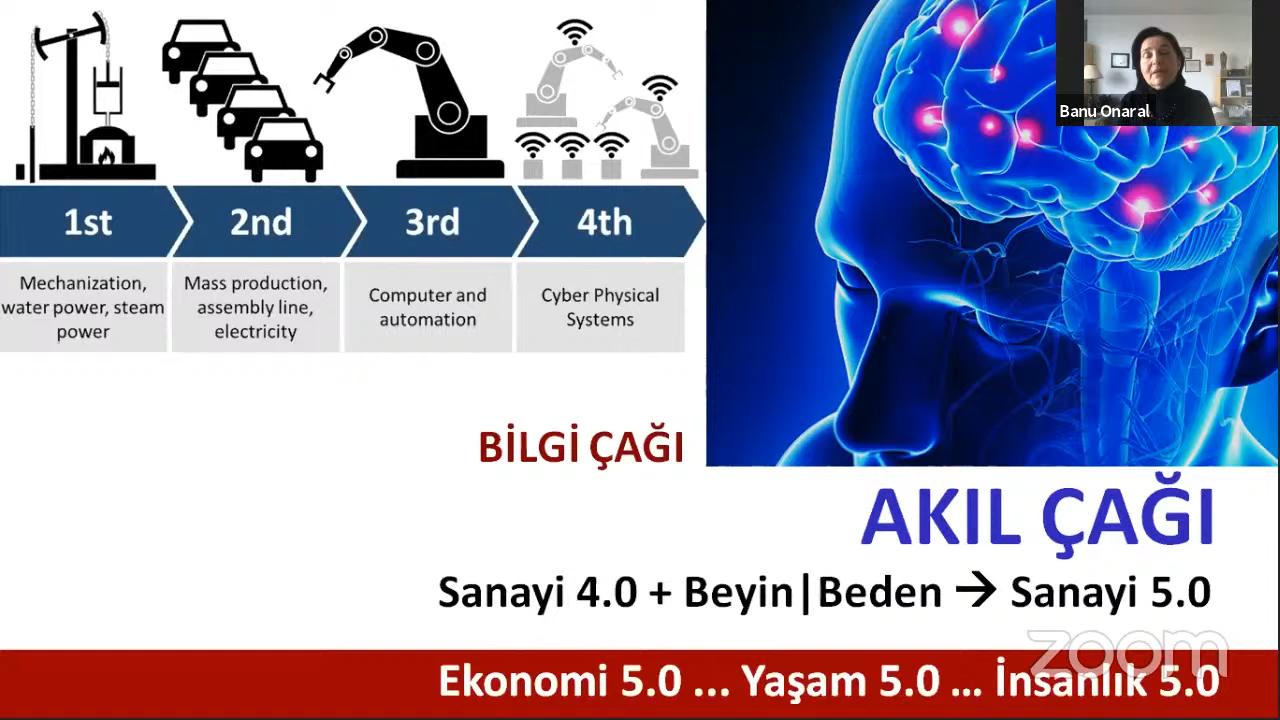 1st
2nd
3rd
4th
Mechanization,
water power, steam
power
Mass production,
assembly line,
electricity
Computer and
automation
Cyber Physical
Systems
Banu Onaral
BİLGİ ÇAĞI
AKIL ÇAĞI
Sanayi 4.0 + Beyin|Beden → Sanayi 5.0
zoom
Ekonomi 5.0 ... Yaşam 5.0 ... İnsanlık 5.0